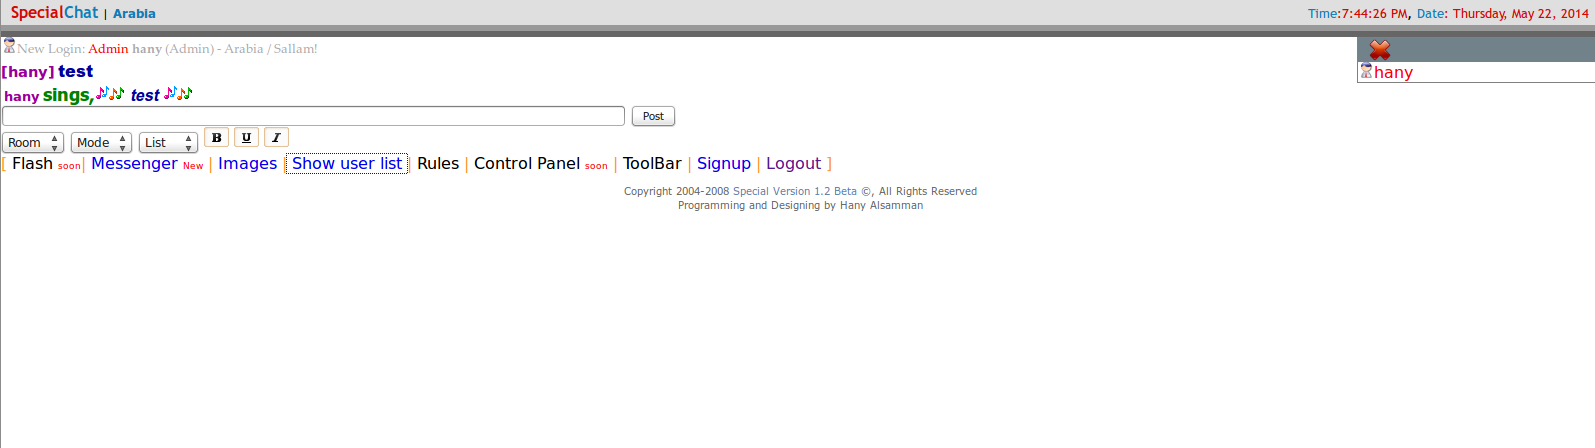 SpecialChat | Arabia
Time:7:44:26 PM, Date: Thursday, May 22, 2014
New Login: Admin hany (Admin) - Arabia / Sallam!
hany
[hany] test
hany sings, test
Post
Room Mode List B U I
[ Flash soon| Messenger New | Images | Show user list | Rules | Control Panel soon | ToolBar | Signup | Logout ]
Copyright 2004-2008 Special Version 1.2 Beta ©, All Rights Reserved
Programming and Designing by Hany Alsamman